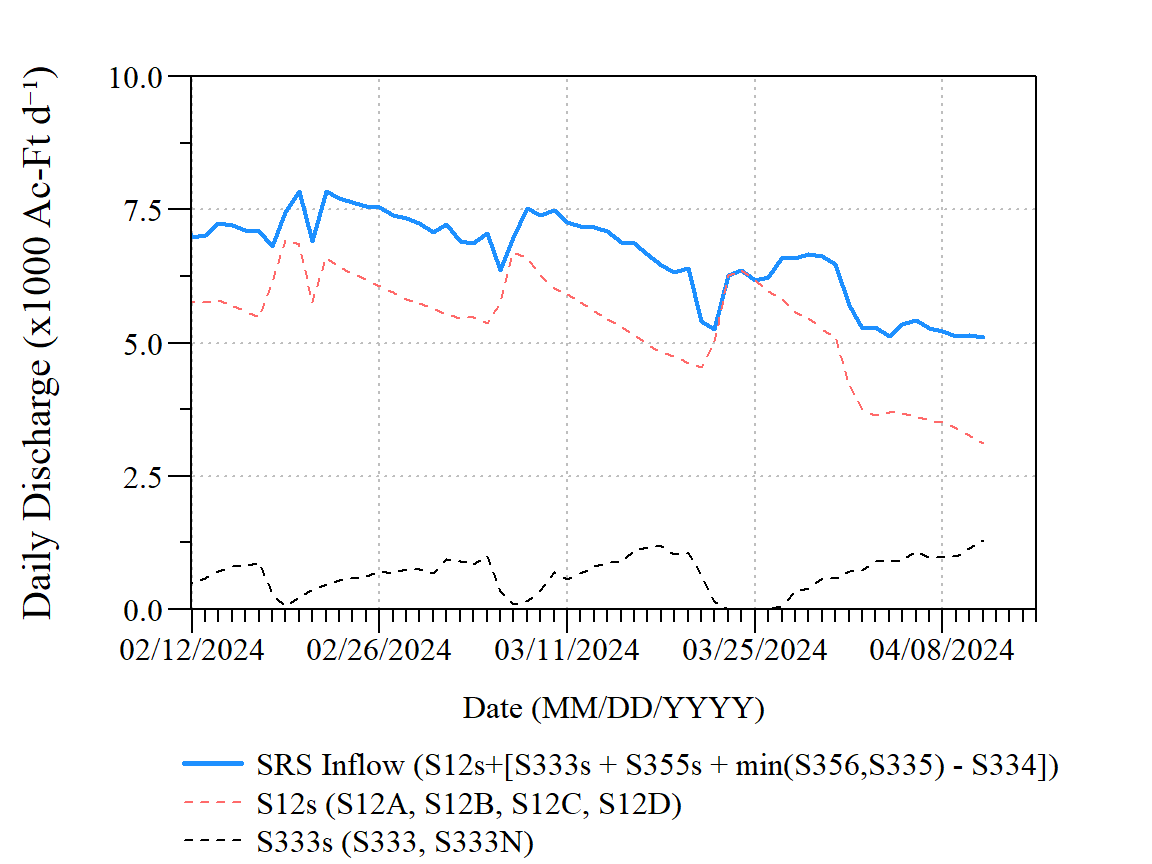 Daily Discharge (x1000 Ac-Ft d⁻¹)
10.0
7.5
5.0
2.5
0.0
02/12/2024 02/26/2024 03/11/2024 03/25/2024 04/08/2024
Date (MM/DD/YYYY)
SRS Inflow (S12s+[S333s + S355s + min(S356,S335) - S334])
S12s (S12A, S12B, S12C, S12D)
S333s (S333, S333N)